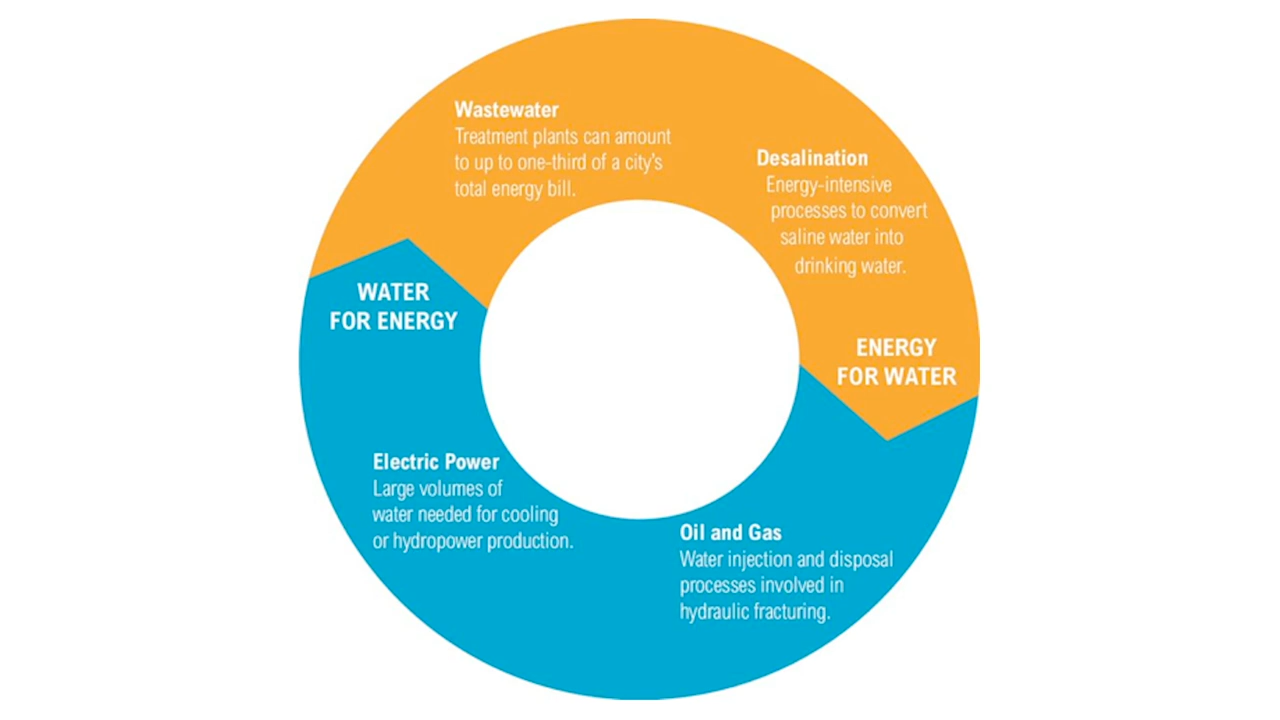 Wastewater
Treatment plants can amount
to up to one-third of a city's
total energy bill.
Desalination
Energy-intensive
processes to convert
saline water into
drinking water.
ENERGY
FOR WATER
WATER
FOR ENERGY
Electric Power
Large volumes of
water needed for cooling
or hydropower production.
Oil and Gas
Water injection and disposal
processes involved in
hydraulic fracturing.